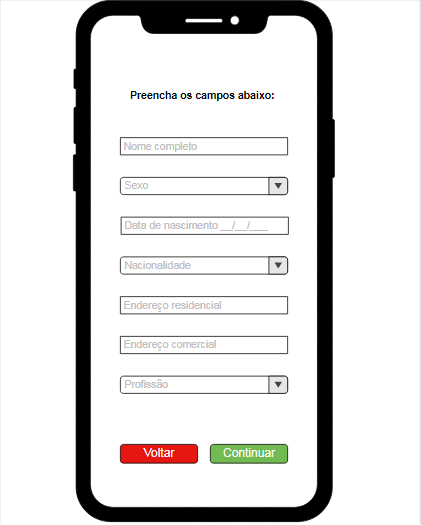 Preencha os campos abaixo:
Nome completo
Sexo
Data de nascimento __/__/___
Nacionalidade
Endereço residencial
Endereço comercial
Profissão
Voltar
Continuar